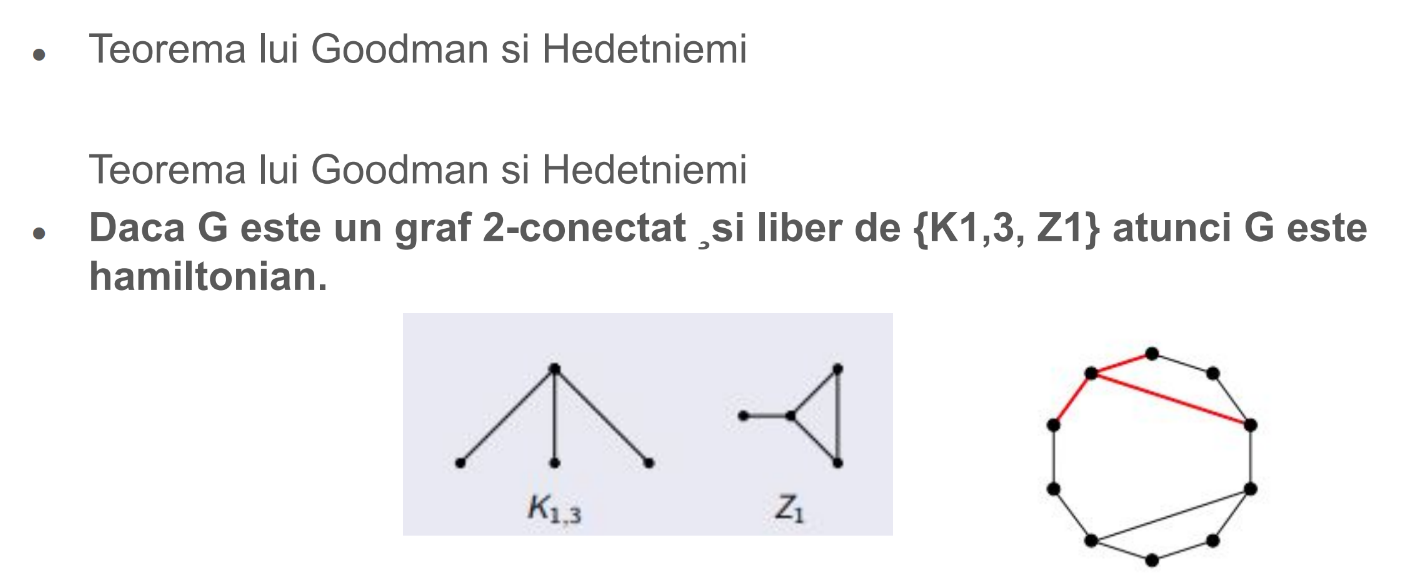 ● Teorema lui Goodman si Hedetniemi
Teorema lui Goodman si Hedetniemi
● Daca G este un graf 2-conectat ¸si liber de {K1,3, Z1} atunci G este
hamiltonian.
K1,3
Z1